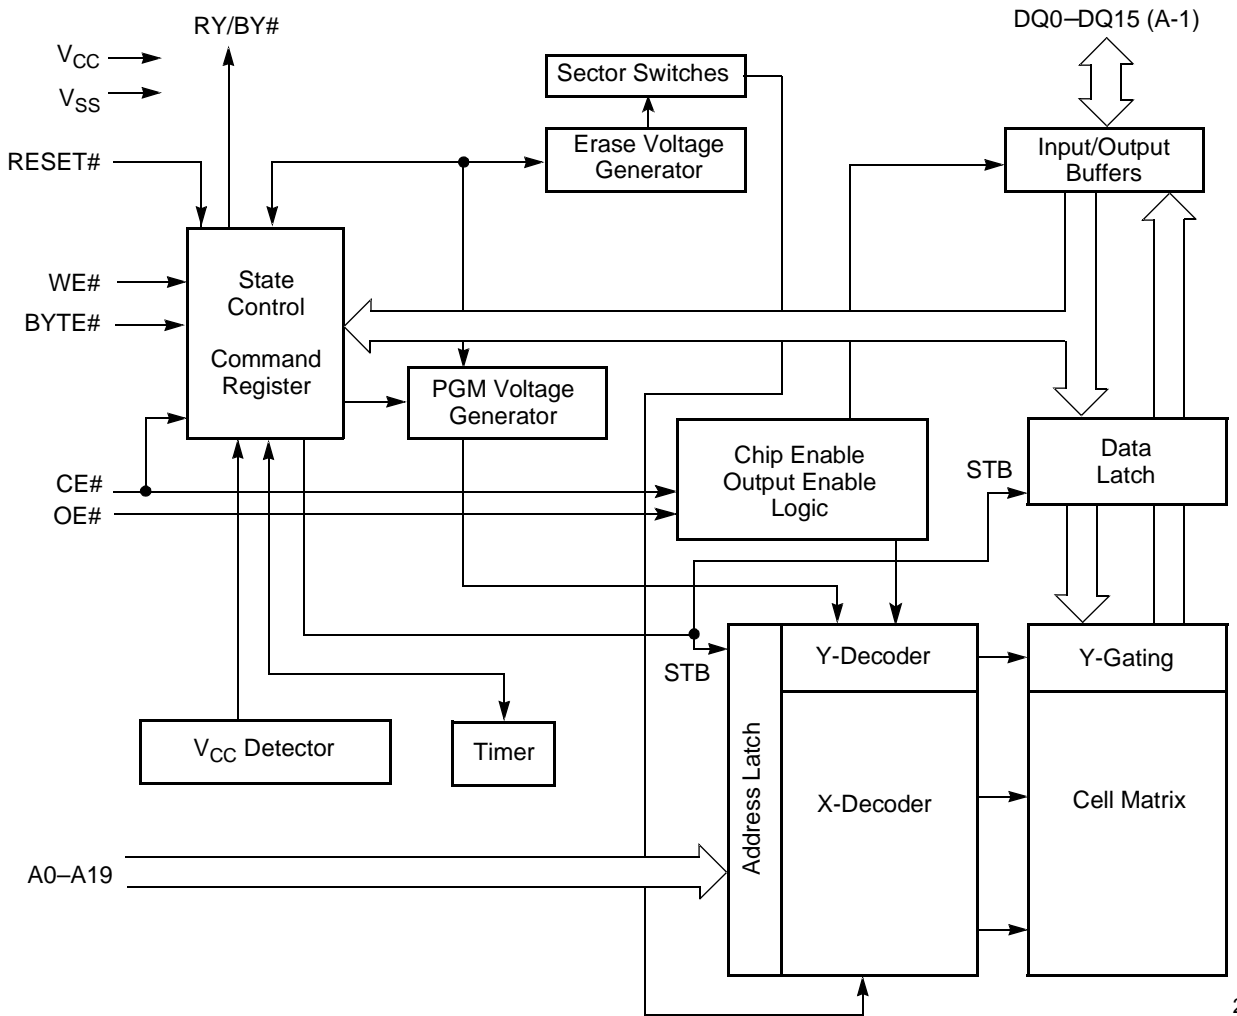 RY/BY#
DQ0–DQ15 (A-1)
VCC
VSS
Sector Switches
RESET#
Erase Voltage
Generator
Input/Output
Buffers
WE#
BYTE#
State
Control
Command
Register
PGM Voltage
Generator
CE#
OE#
Chip Enable
Output Enable
Logic
STB
Data
Latch
STB
Y-Decoder
Y-Gating
VCC Detector
Timer
Address Latch
X-Decoder
Cell Matrix
A0–A19